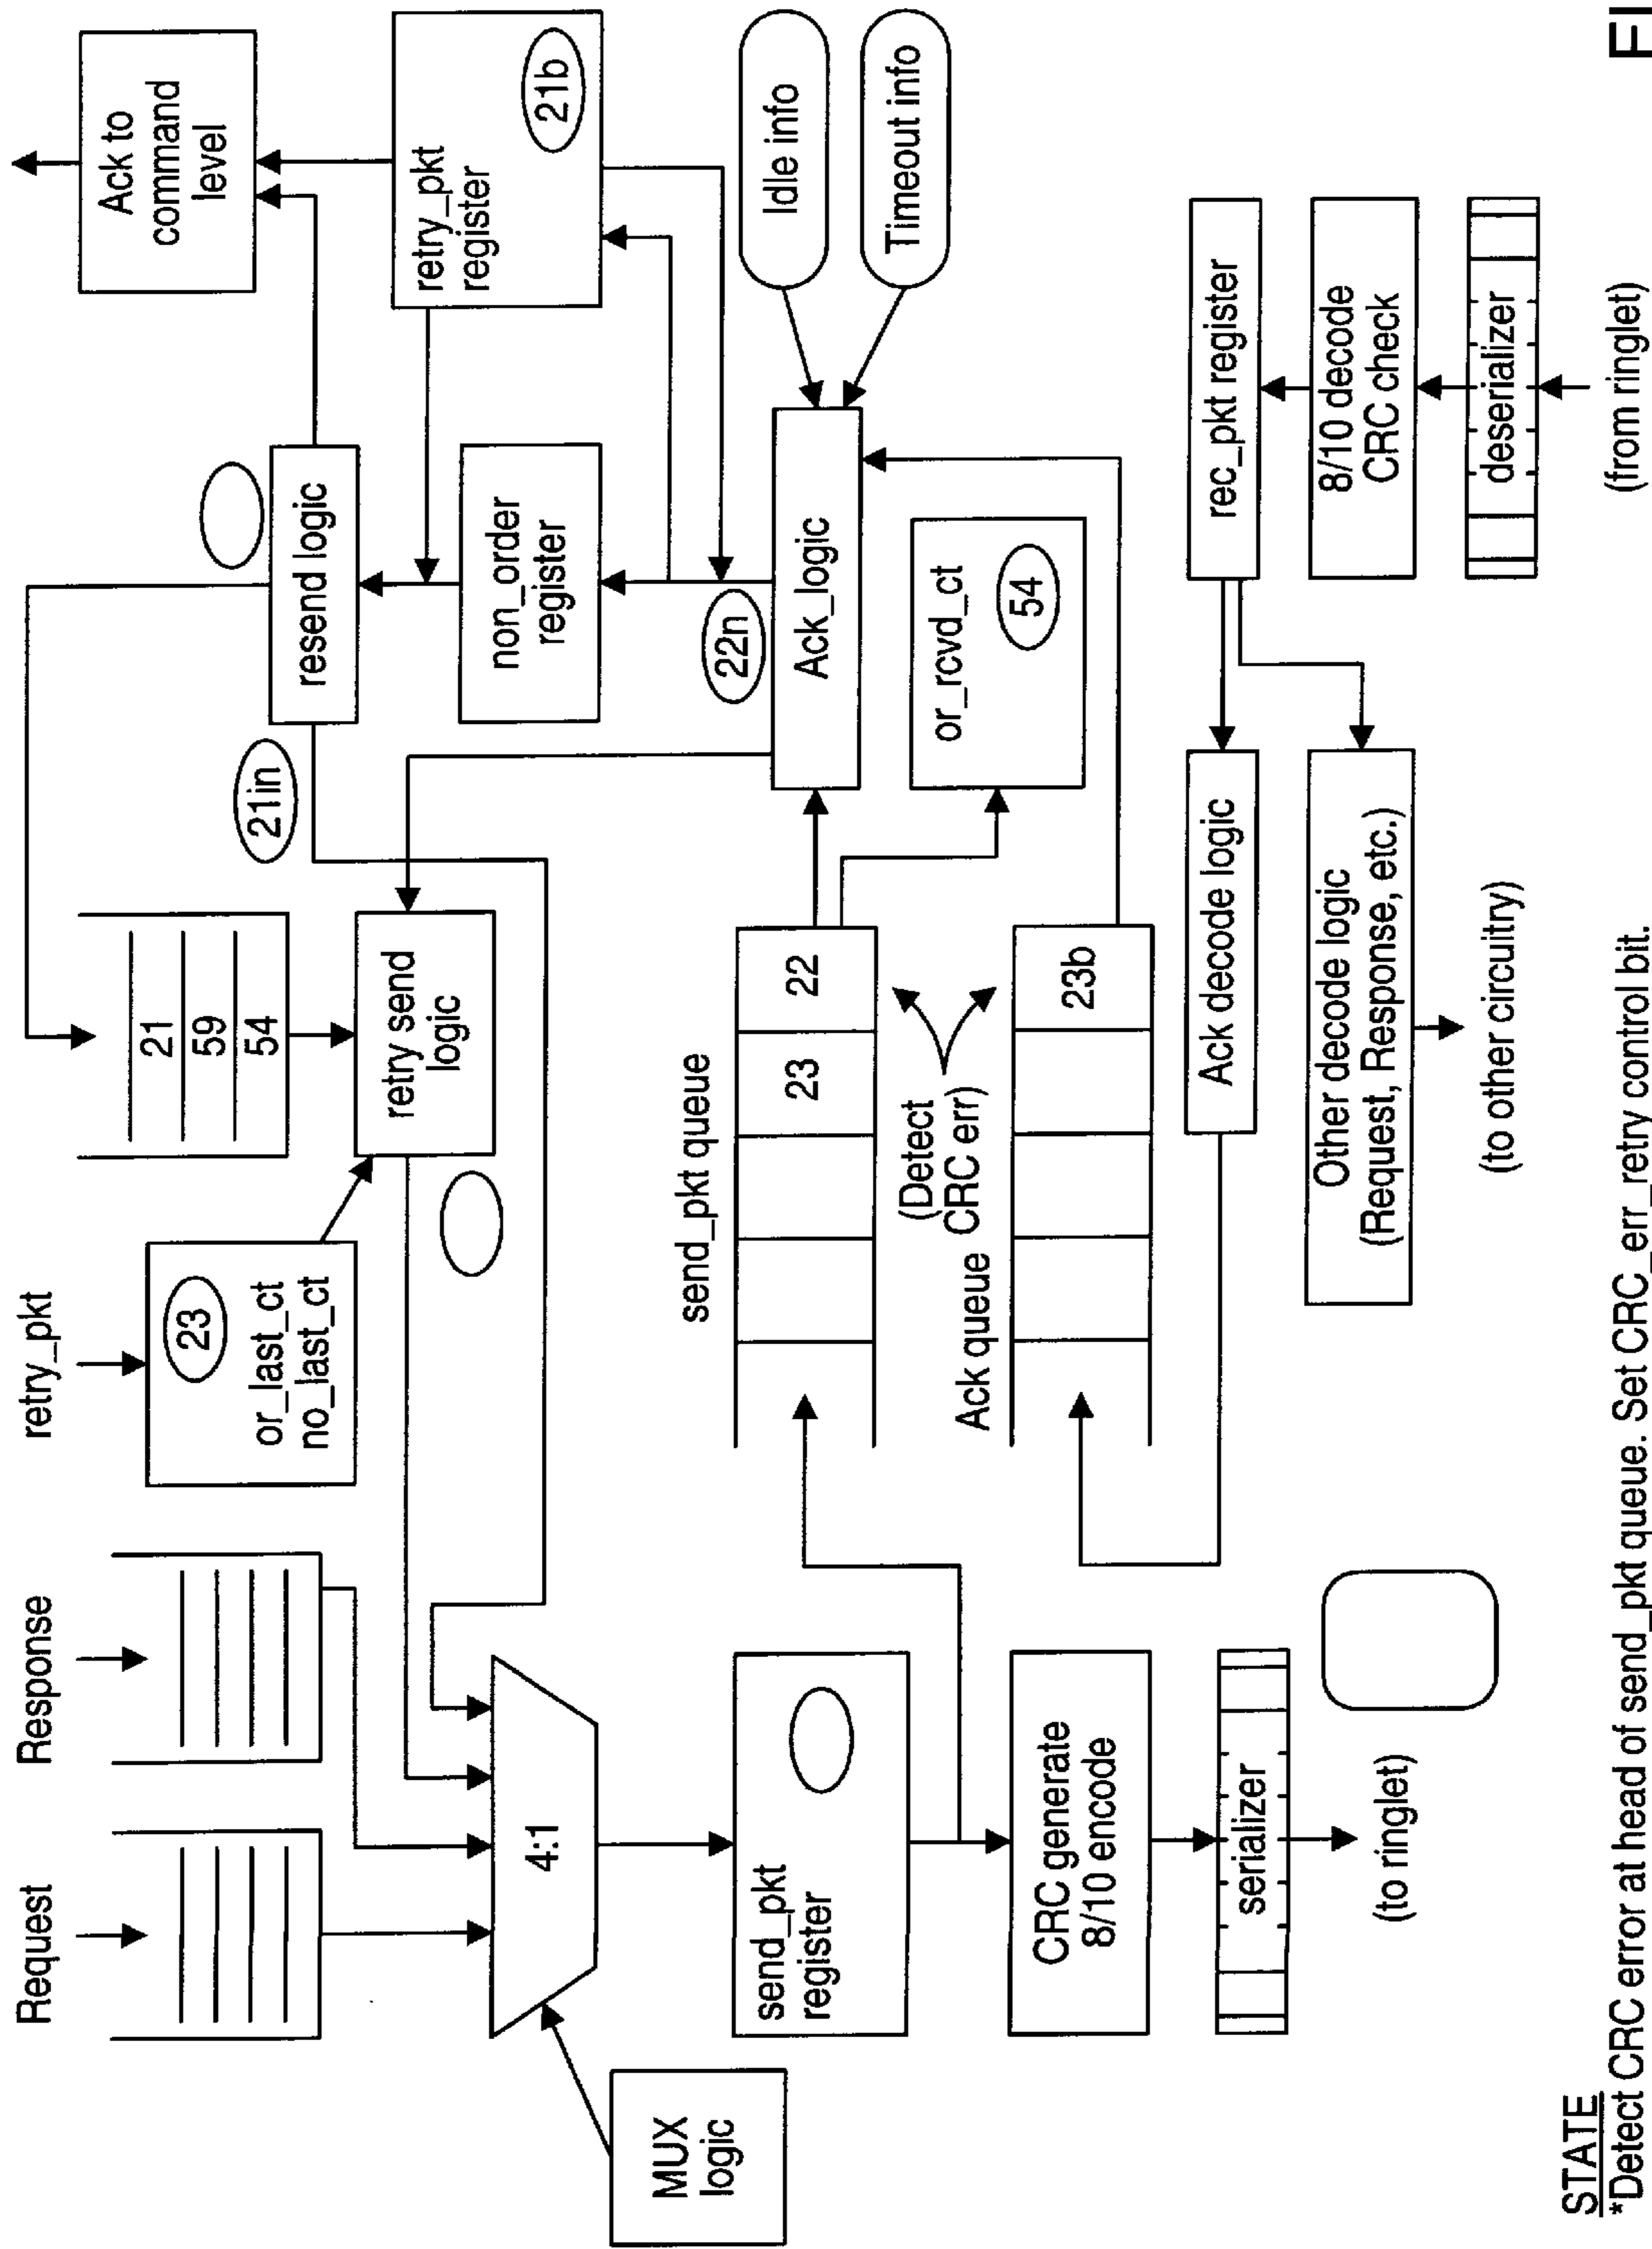 Request
Response
retry_pkt
23
or_last_ct
no_last_ct
21
59
54
retry send
logic
21in
resend logic
Ack to
command
level
retry_pkt
register
21b
non_order
register
22n
Ack_logic
Idle info
Timeout info
MUX
logic
4:1
send_pkt
register
send_pkt queue
23
22
(Detect
CRC err)
or_rcvd_ct
54
Ack queue
23b
CRC generate
8/10 encode
serializer
(to ringlet)
Ack decode logic
Other decode logic
(Request, Response, etc.)
(to other circuitry)
rec_pkt register
8/10 decode
CRC check
deserializer
(from ringlet)
STATE
*Detect CRC error at head of send_pkt queue. Set CRC_err_retry control bit.